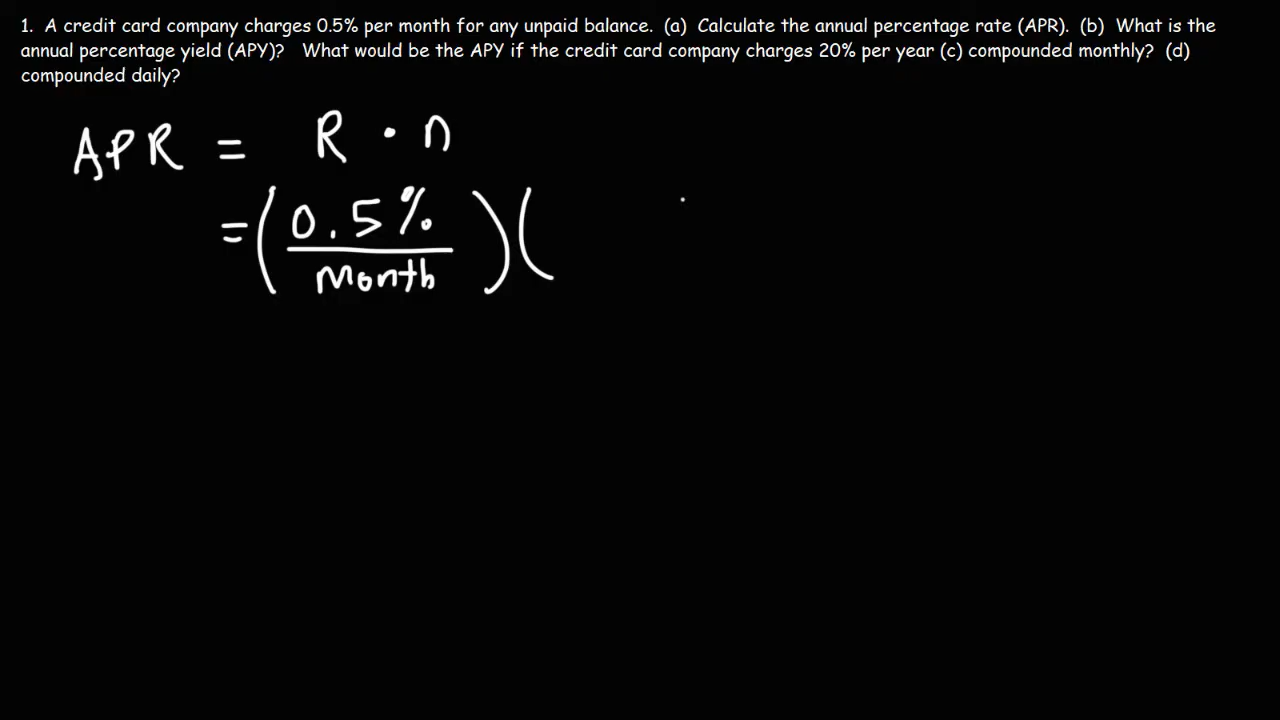 1. A credit card company charges 0.5% per month for any unpaid balance. (a) Calculate the annual percentage rate (APR). (b) What is the
annual percentage yield (APY)? What would be the APY if the credit card company charges 20% per year (c) compounded monthly? (d)
compounded daily?
APR = R · n
= (0.5% / Month) (